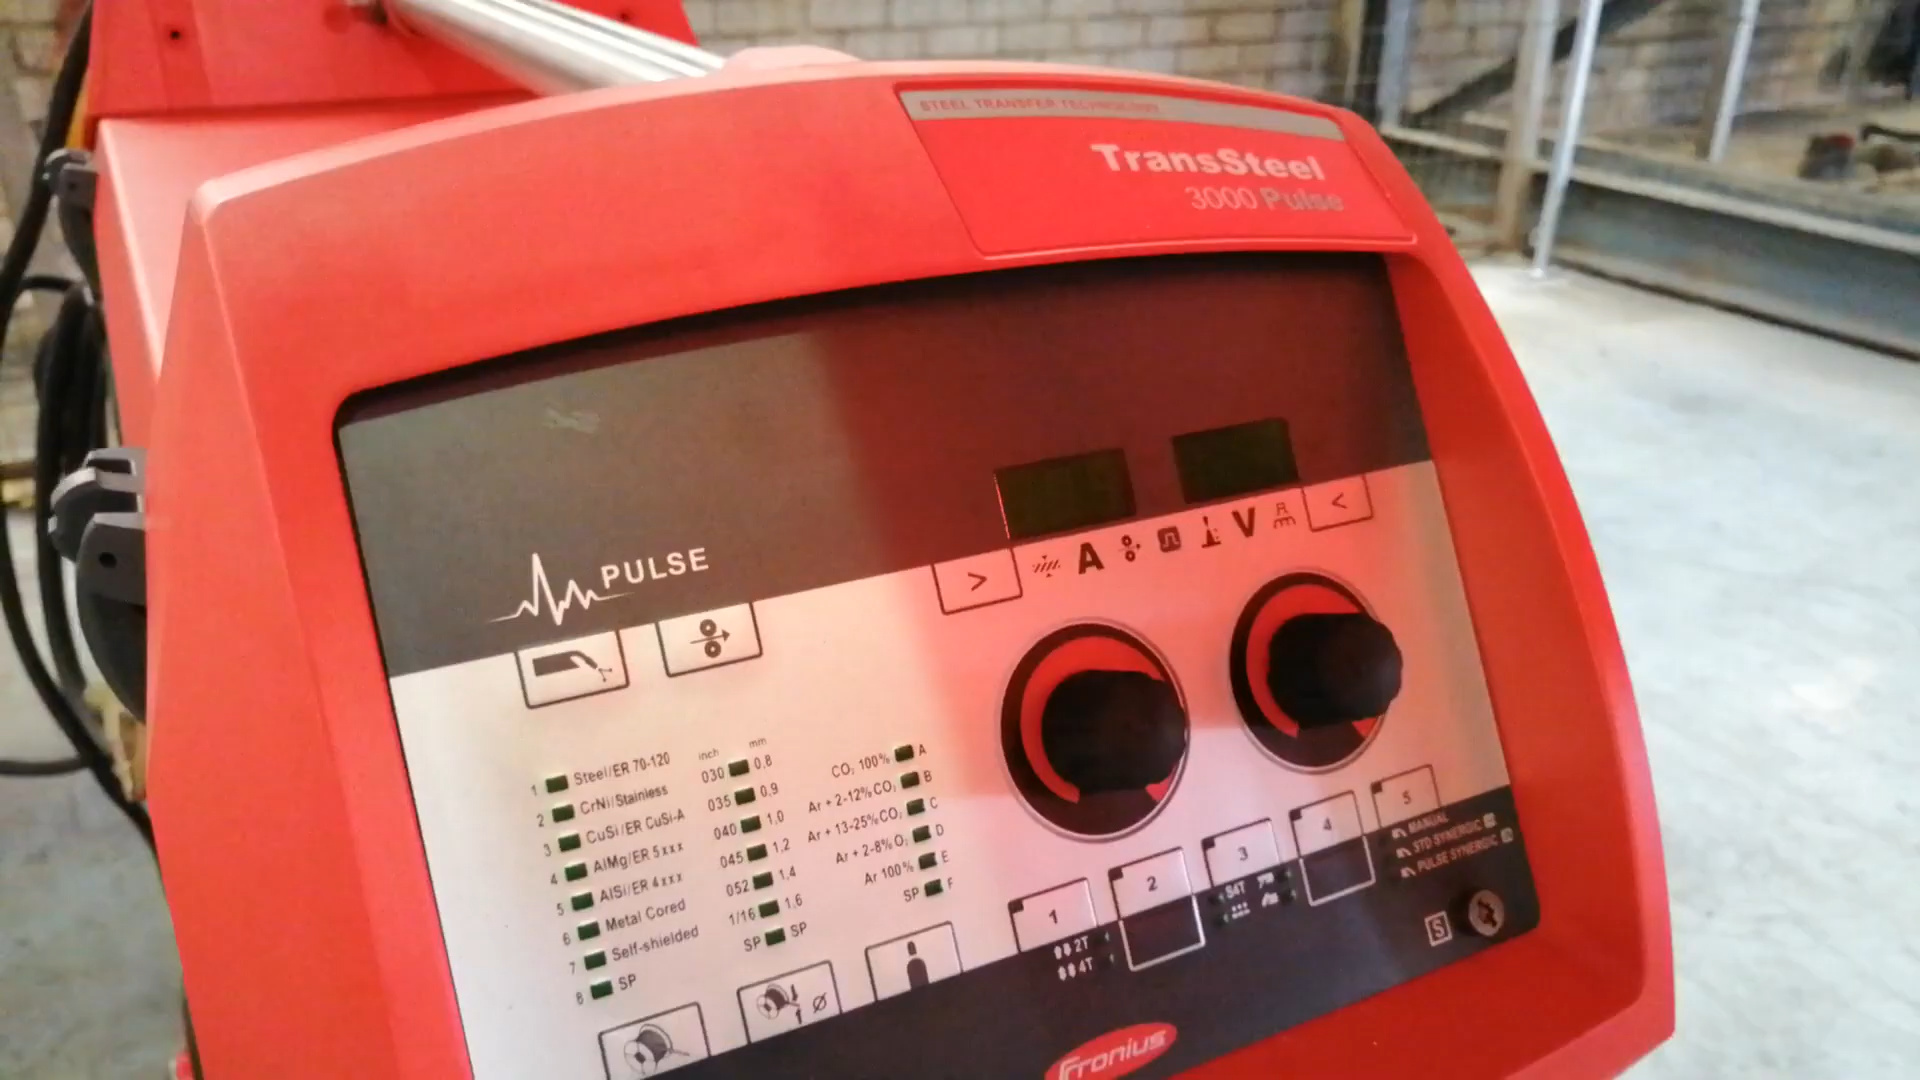 STEEL TRANSFER TECHNOLOGY
TransSteel
3000 Pulse
PULSE
> A V <
inch mm
1 Steel/ER 70-120
2 CrNi/Stainless
3 CuSi/ER CuSi-A
4 AlMg/ER 5xxx
5 AlSi/ER 4xxx
6 Metal Cored
7 Self-shielded
8 SP
030 0,8
035 0,9
040 1,0
045 1,2
052 1,4
1/16 1,6
SP SP
CO₂ 100% A
Ar + 2-12% CO₂ B
Ar + 13-25% CO₂ C
Ar + 2-8% O₂ D
Ar 100% E
SP F
1 2 3 4 5
2T
4T
S4T
MANUAL
STD SYNERGIC
PULSE SYNERGIC
S
Fronius